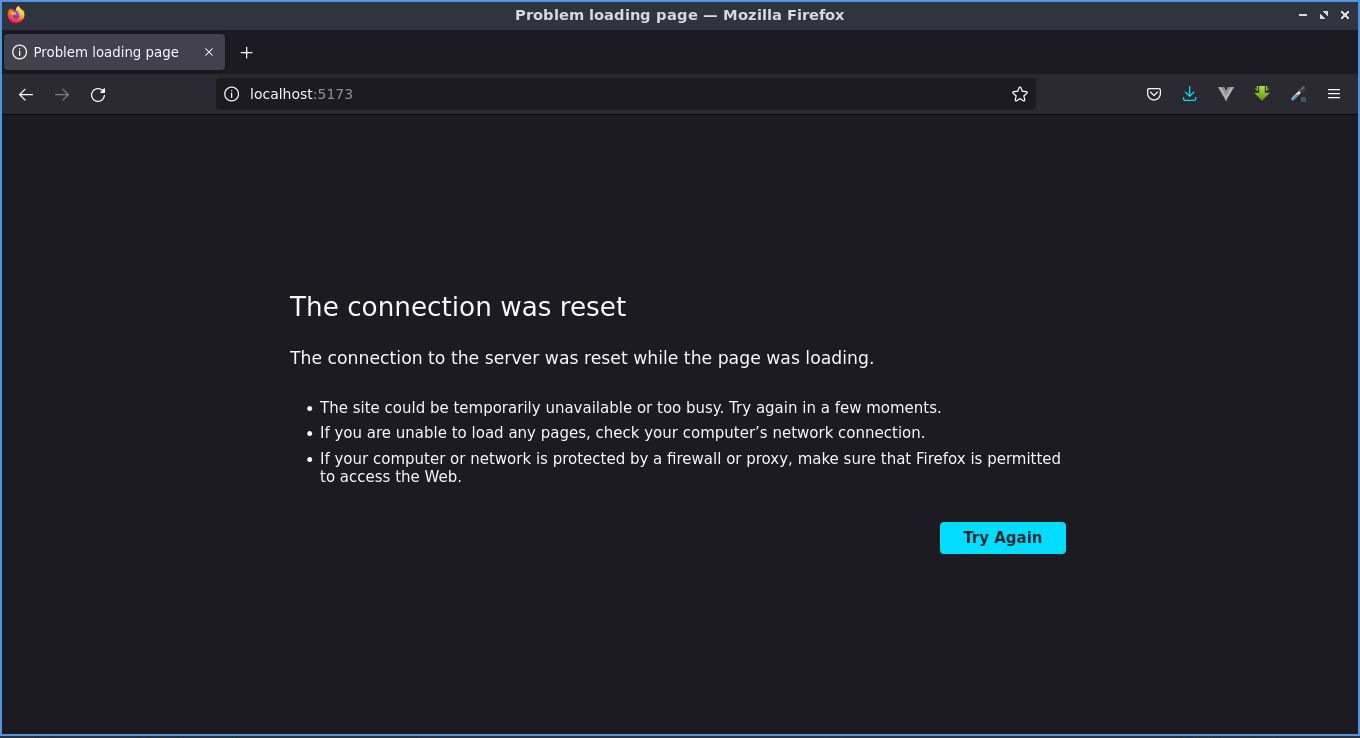 Problem loading page — Mozilla Firefox
Problem loading page
localhost:5173
The connection was reset
The connection to the server was reset while the page was loading.
• The site could be temporarily unavailable or too busy. Try again in a few moments.
• If you are unable to load any pages, check your computer’s network connection.
• If your computer or network is protected by a firewall or proxy, make sure that Firefox is permitted
to access the Web.
Try Again